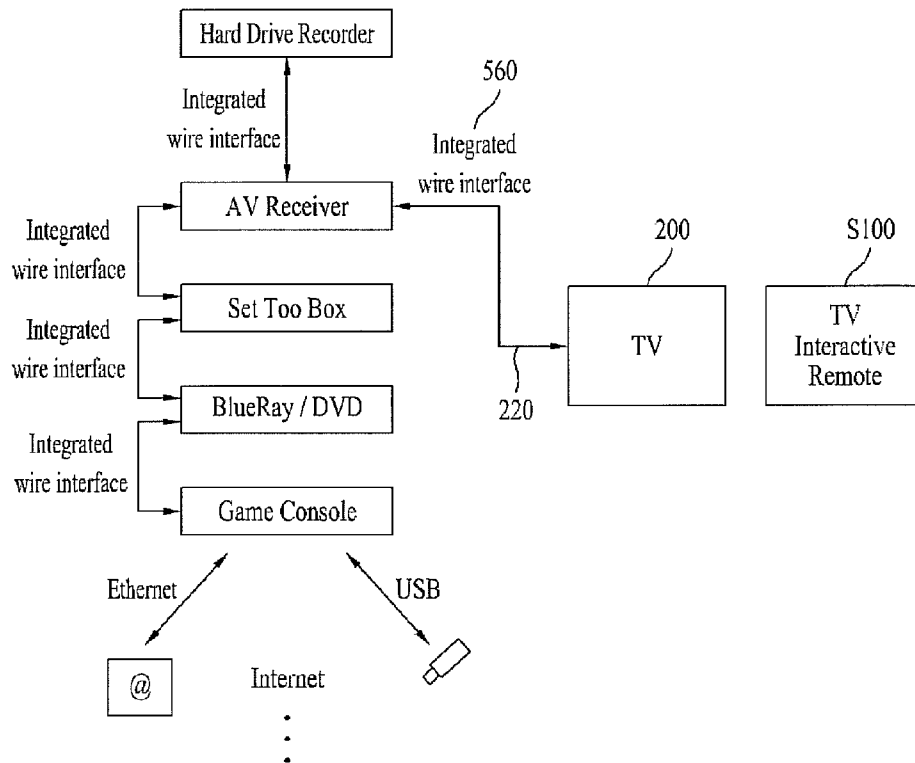 Hard Drive Recorder
Integrated
wire interface
560
Integrated
wire interface
AV Receiver
Integrated
wire interface
200
S100
Set Too Box
TV
TV
Interactive
Remote
Integrated
wire interface
220
BlueRay / DVD
Integrated
wire interface
Game Console
Ethernet
USB
@
Internet